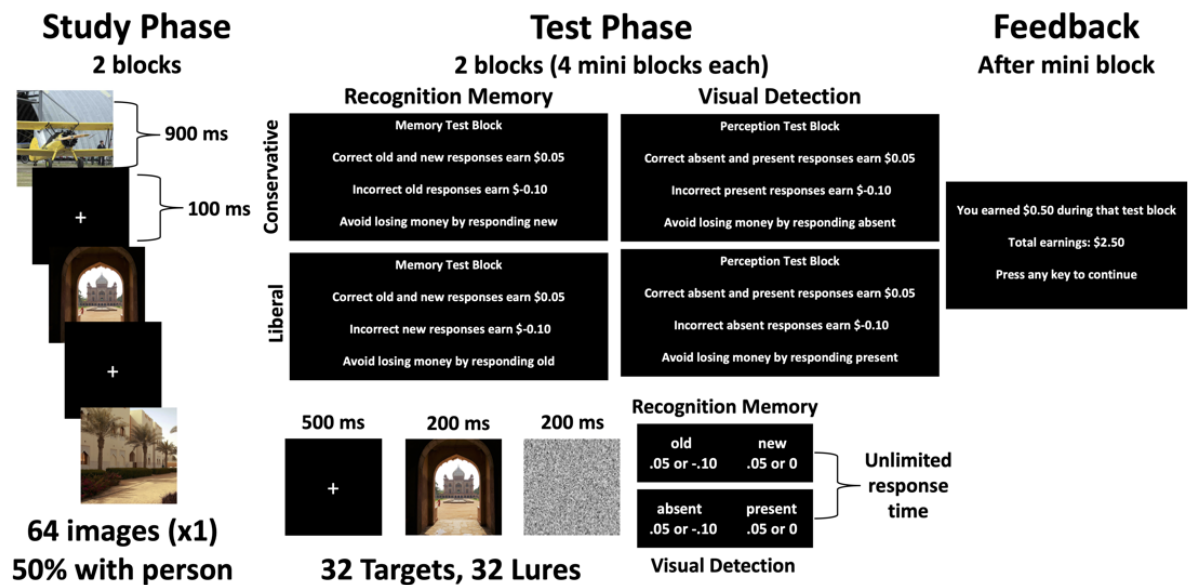 Study Phase
2 blocks
900 ms
100 ms
64 images (x1)
50% with person
Test Phase
2 blocks (4 mini blocks each)
Recognition Memory
Visual Detection
Conservative
Memory Test Block
Correct old and new responses earn $0.05
Incorrect old responses earn $-0.10
Avoid losing money by responding new
Perception Test Block
Correct absent and present responses earn $0.05
Incorrect present responses earn $-0.10
Avoid losing money by responding absent
Liberal
Memory Test Block
Correct old and new responses earn $0.05
Incorrect new responses earn $-0.10
Avoid losing money by responding old
Perception Test Block
Correct absent and present responses earn $0.05
Incorrect absent responses earn $-0.10
Avoid losing money by responding present
500 ms
200 ms
200 ms
32 Targets, 32 Lures
Recognition Memory
old new
.05 or -.10 .05 or 0
absent present
.05 or -.10 .05 or 0
Visual Detection
Unlimited
response
time
Feedback
After mini block
You earned $0.50 during that test block
Total earnings: $2.50
Press any key to continue